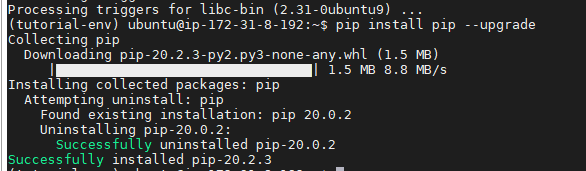 Processing triggers for libc-bin (2.31-0ubuntu9) ...
(tutorial-env) ubuntu@ip-172-31-8-192:~$ pip install pip --upgrade
Collecting pip
  Downloading pip-20.2.3-py2.py3-none-any.whl (1.5 MB)
     |████████████████████████████████| 1.5 MB 8.8 MB/s
Installing collected packages: pip
  Attempting uninstall: pip
    Found existing installation: pip 20.0.2
    Uninstalling pip-20.0.2:
      Successfully uninstalled pip-20.0.2
Successfully installed pip-20.2.3